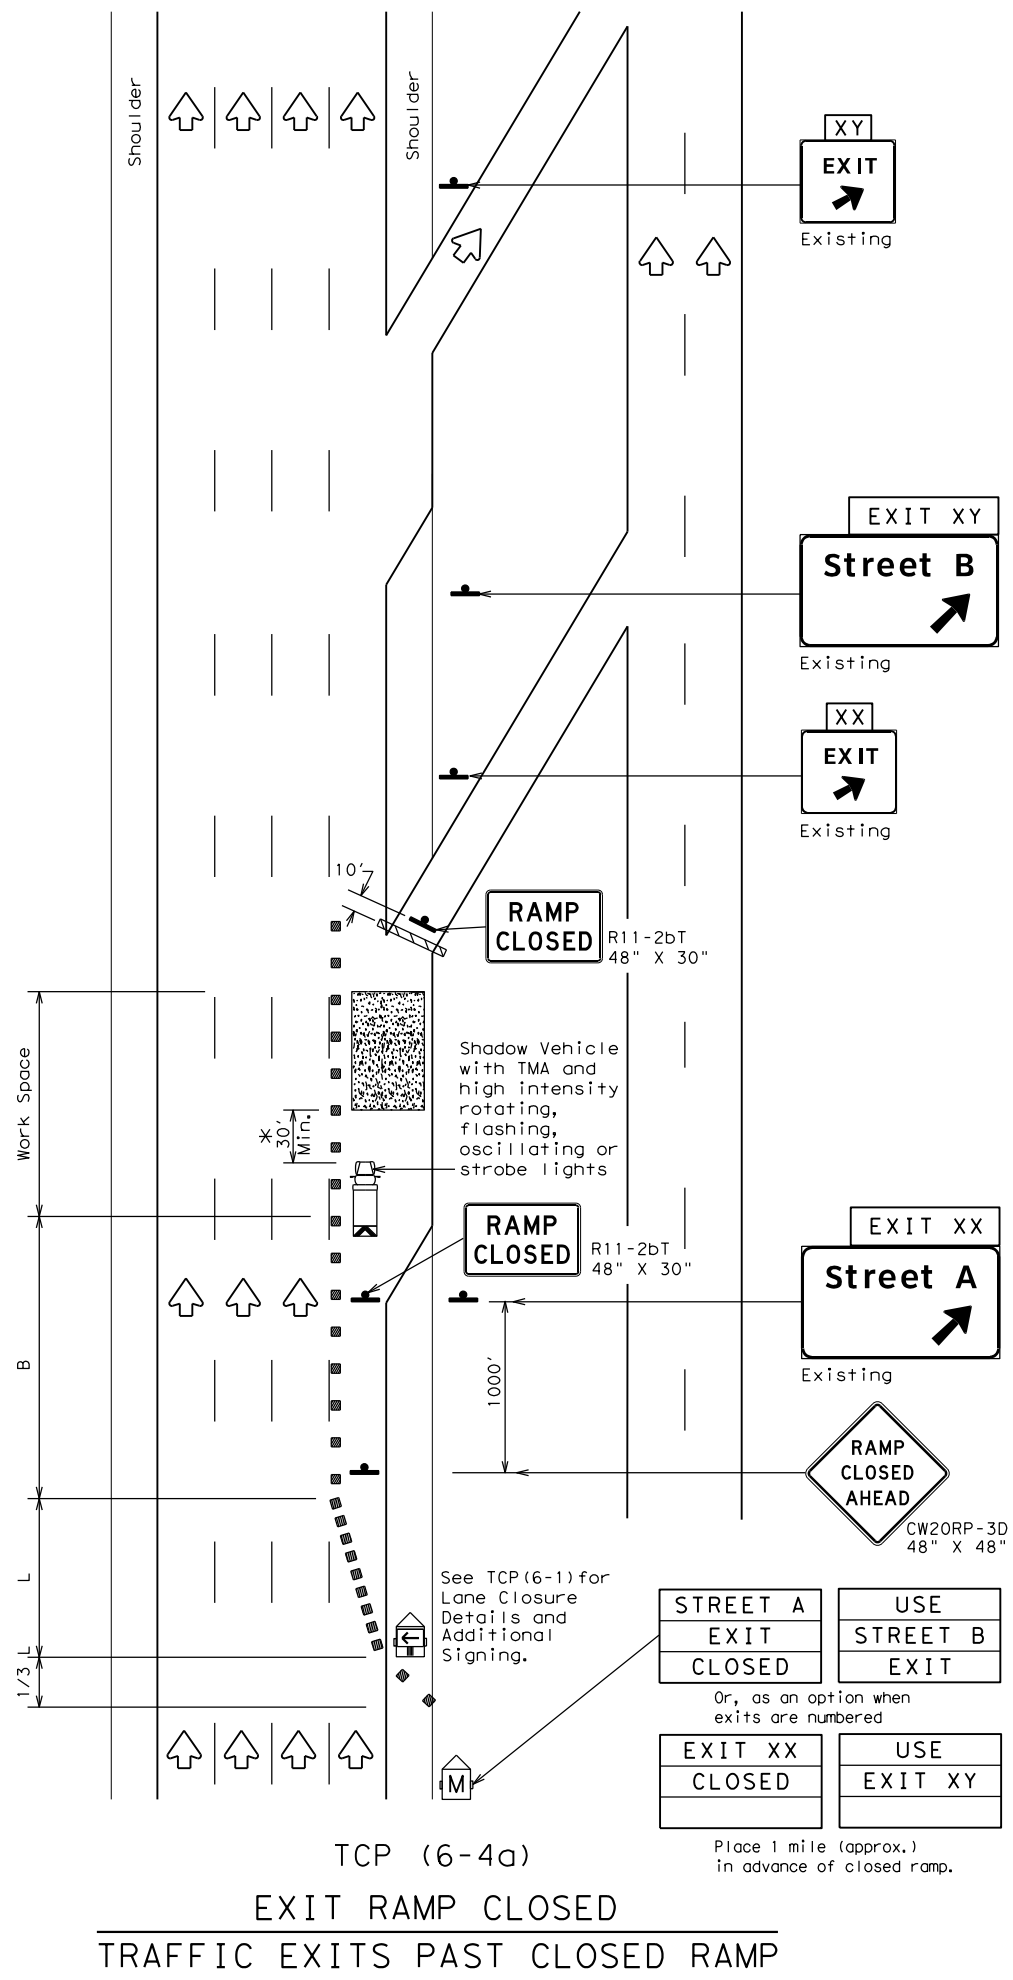 Shoulder
Shoulder
XY
EXIT
Existing
EXIT XY
Street B
Existing
XX
EXIT
Existing
10'
RAMP
CLOSED
R11-2bT
48" X 30"
Work Space
*
30'
Min.
Shadow Vehicle
with TMA and
high intensity
rotating,
flashing,
oscillating or
strobe lights
RAMP
CLOSED
R11-2bT
48" X 30"
EXIT XX
Street A
Existing
B
1000'
RAMP
CLOSED
AHEAD
CW20RP-3D
48" X 48"
L
1/3 L
See TCP(6-1)for
Lane Closure
Details and
Additional
Signing.
STREET A
EXIT
CLOSED
USE
STREET B
EXIT
Or, as an option when
exits are numbered
EXIT XX
CLOSED
USE
EXIT XY
M
Place 1 mile (approx.)
in advance of closed ramp.
TCP (6-4a)
EXIT RAMP CLOSED
TRAFFIC EXITS PAST CLOSED RAMP